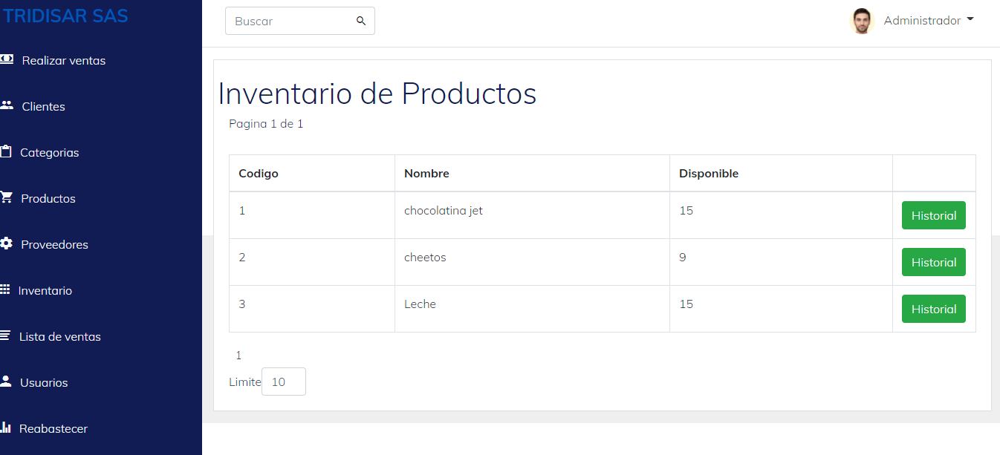 TRIDISAR SAS
Buscar
Administrador
Realizar ventas
Clientes
Categorias
Productos
Proveedores
Inventario
Lista de ventas
Usuarios
Reabastecer
Inventario de Productos
Pagina 1 de 1
Codigo Nombre Disponible
1 chocolatina jet 15 Historial
2 cheetos 9 Historial
3 Leche 15 Historial
1
Limite 10